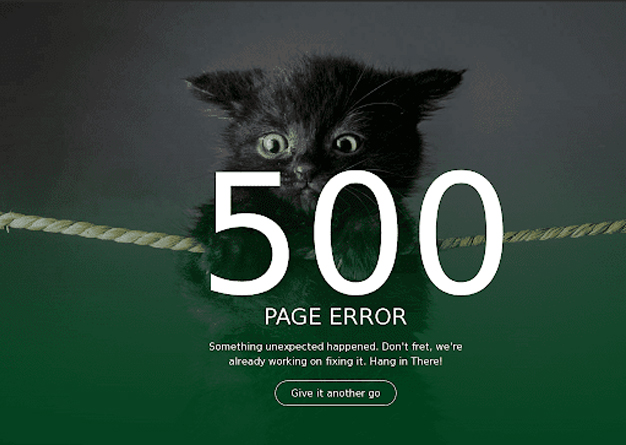 500
PAGE ERROR
Something unexpected happened. Don't fret, we're
already working on fixing it. Hang in There!
Give it another go